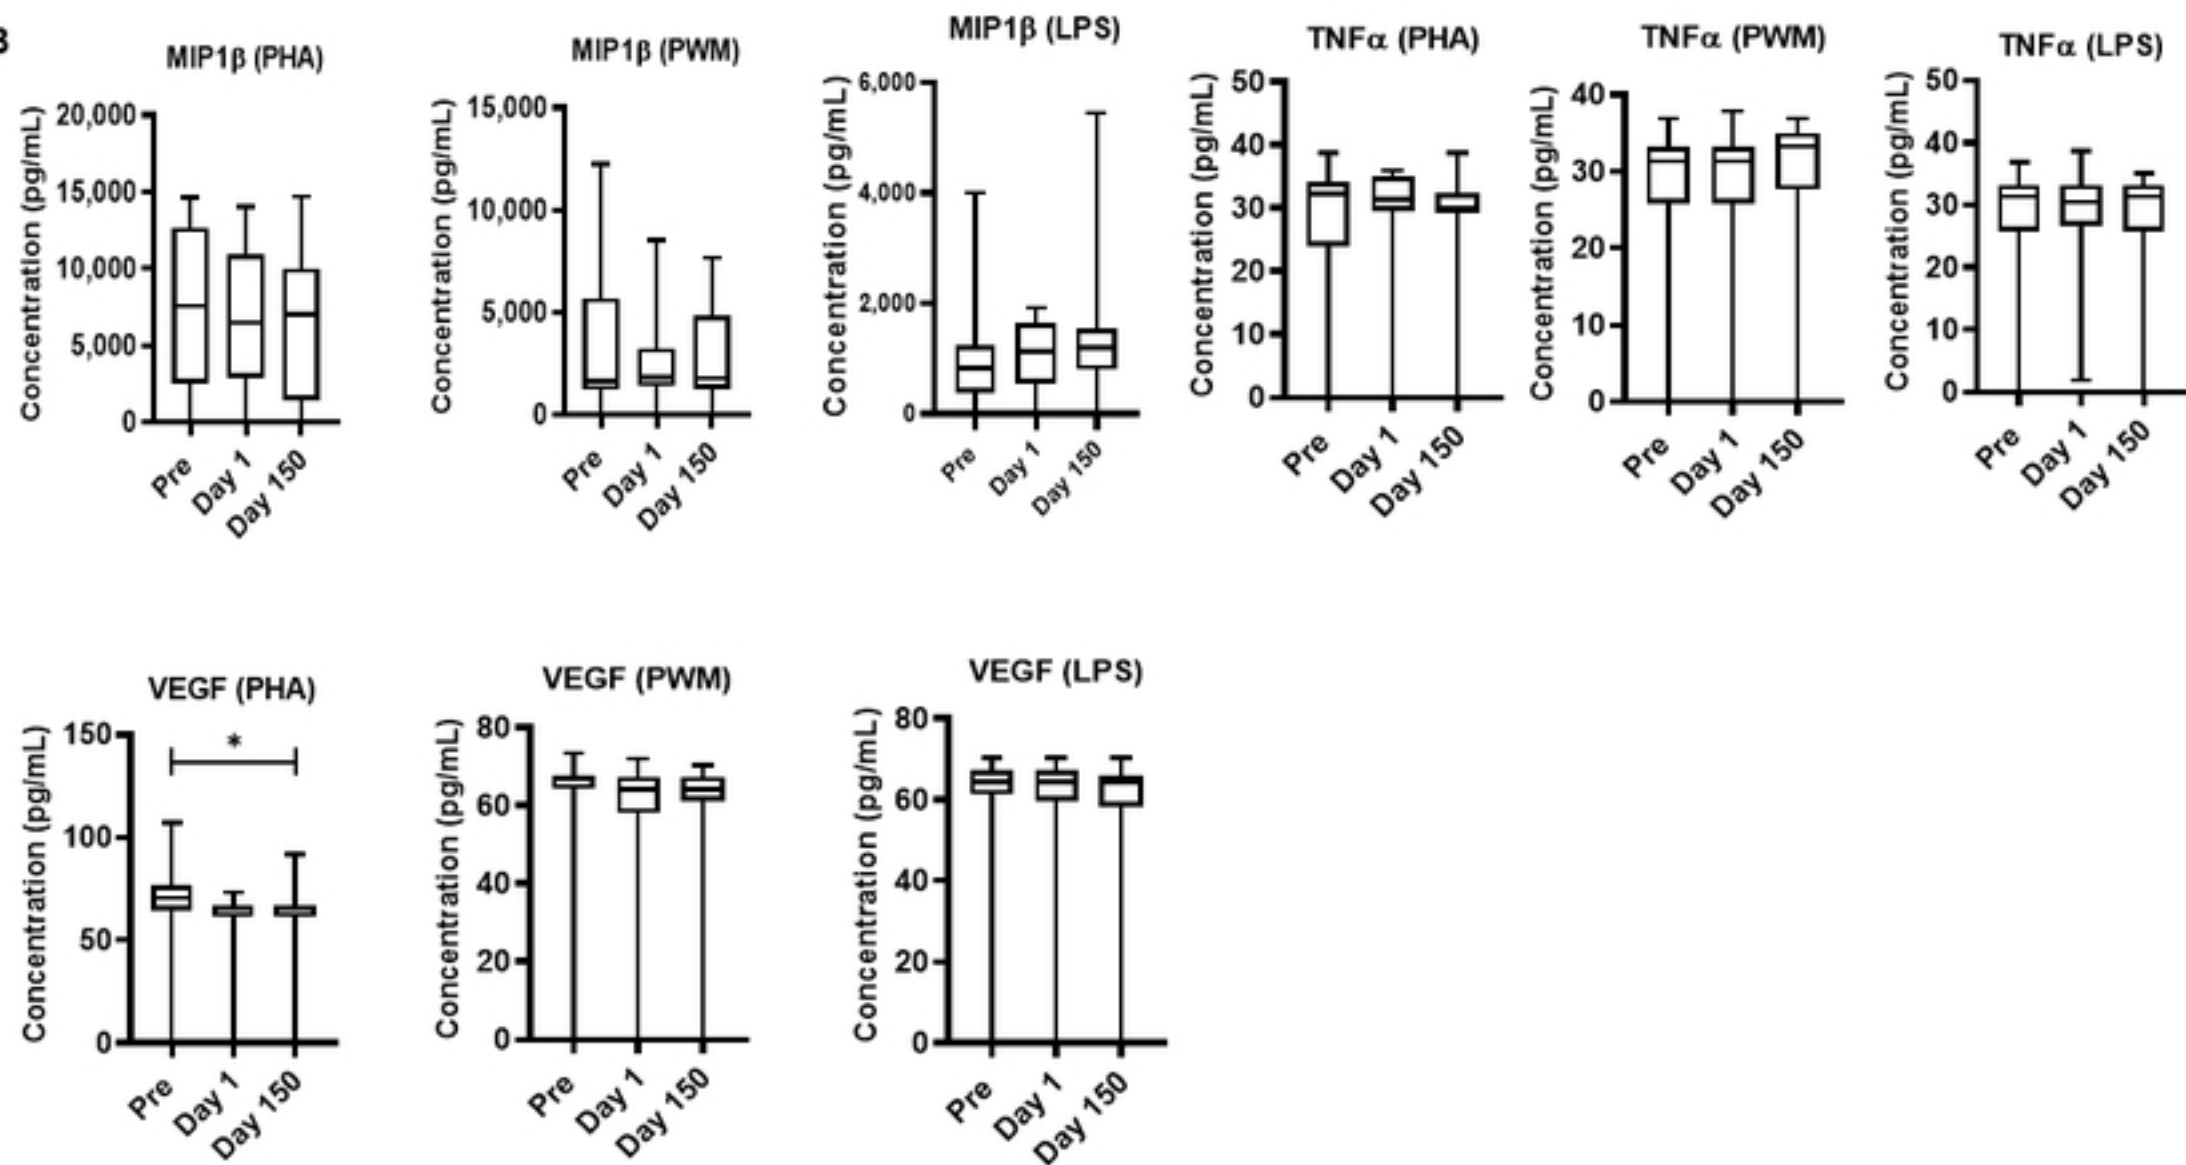 B
MIP1β (PHA)
Concentration (pg/mL)
20,000
15,000
10,000
5,000
0
Pre
Day 1
Day 150
MIP1β (PWM)
Concentration (pg/mL)
15,000
10,000
5,000
0
Pre
Day 1
Day 150
MIP1β (LPS)
Concentration (pg/mL)
6,000
4,000
2,000
0
Pre
Day 1
Day 150
TNFα (PHA)
Concentration (pg/mL)
50
40
30
20
10
0
Pre
Day 1
Day 150
TNFα (PWM)
Concentration (pg/mL)
40
30
20
10
0
Pre
Day 1
Day 150
TNFα (LPS)
Concentration (pg/mL)
50
40
30
20
10
0
Pre
Day 1
Day 150
VEGF (PHA)
Concentration (pg/mL)
150
100
50
0
*
Pre
Day 1
Day 150
VEGF (PWM)
Concentration (pg/mL)
80
60
40
20
0
Pre
Day 1
Day 150
VEGF (LPS)
Concentration (pg/mL)
80
60
40
20
0
Pre
Day 1
Day 150